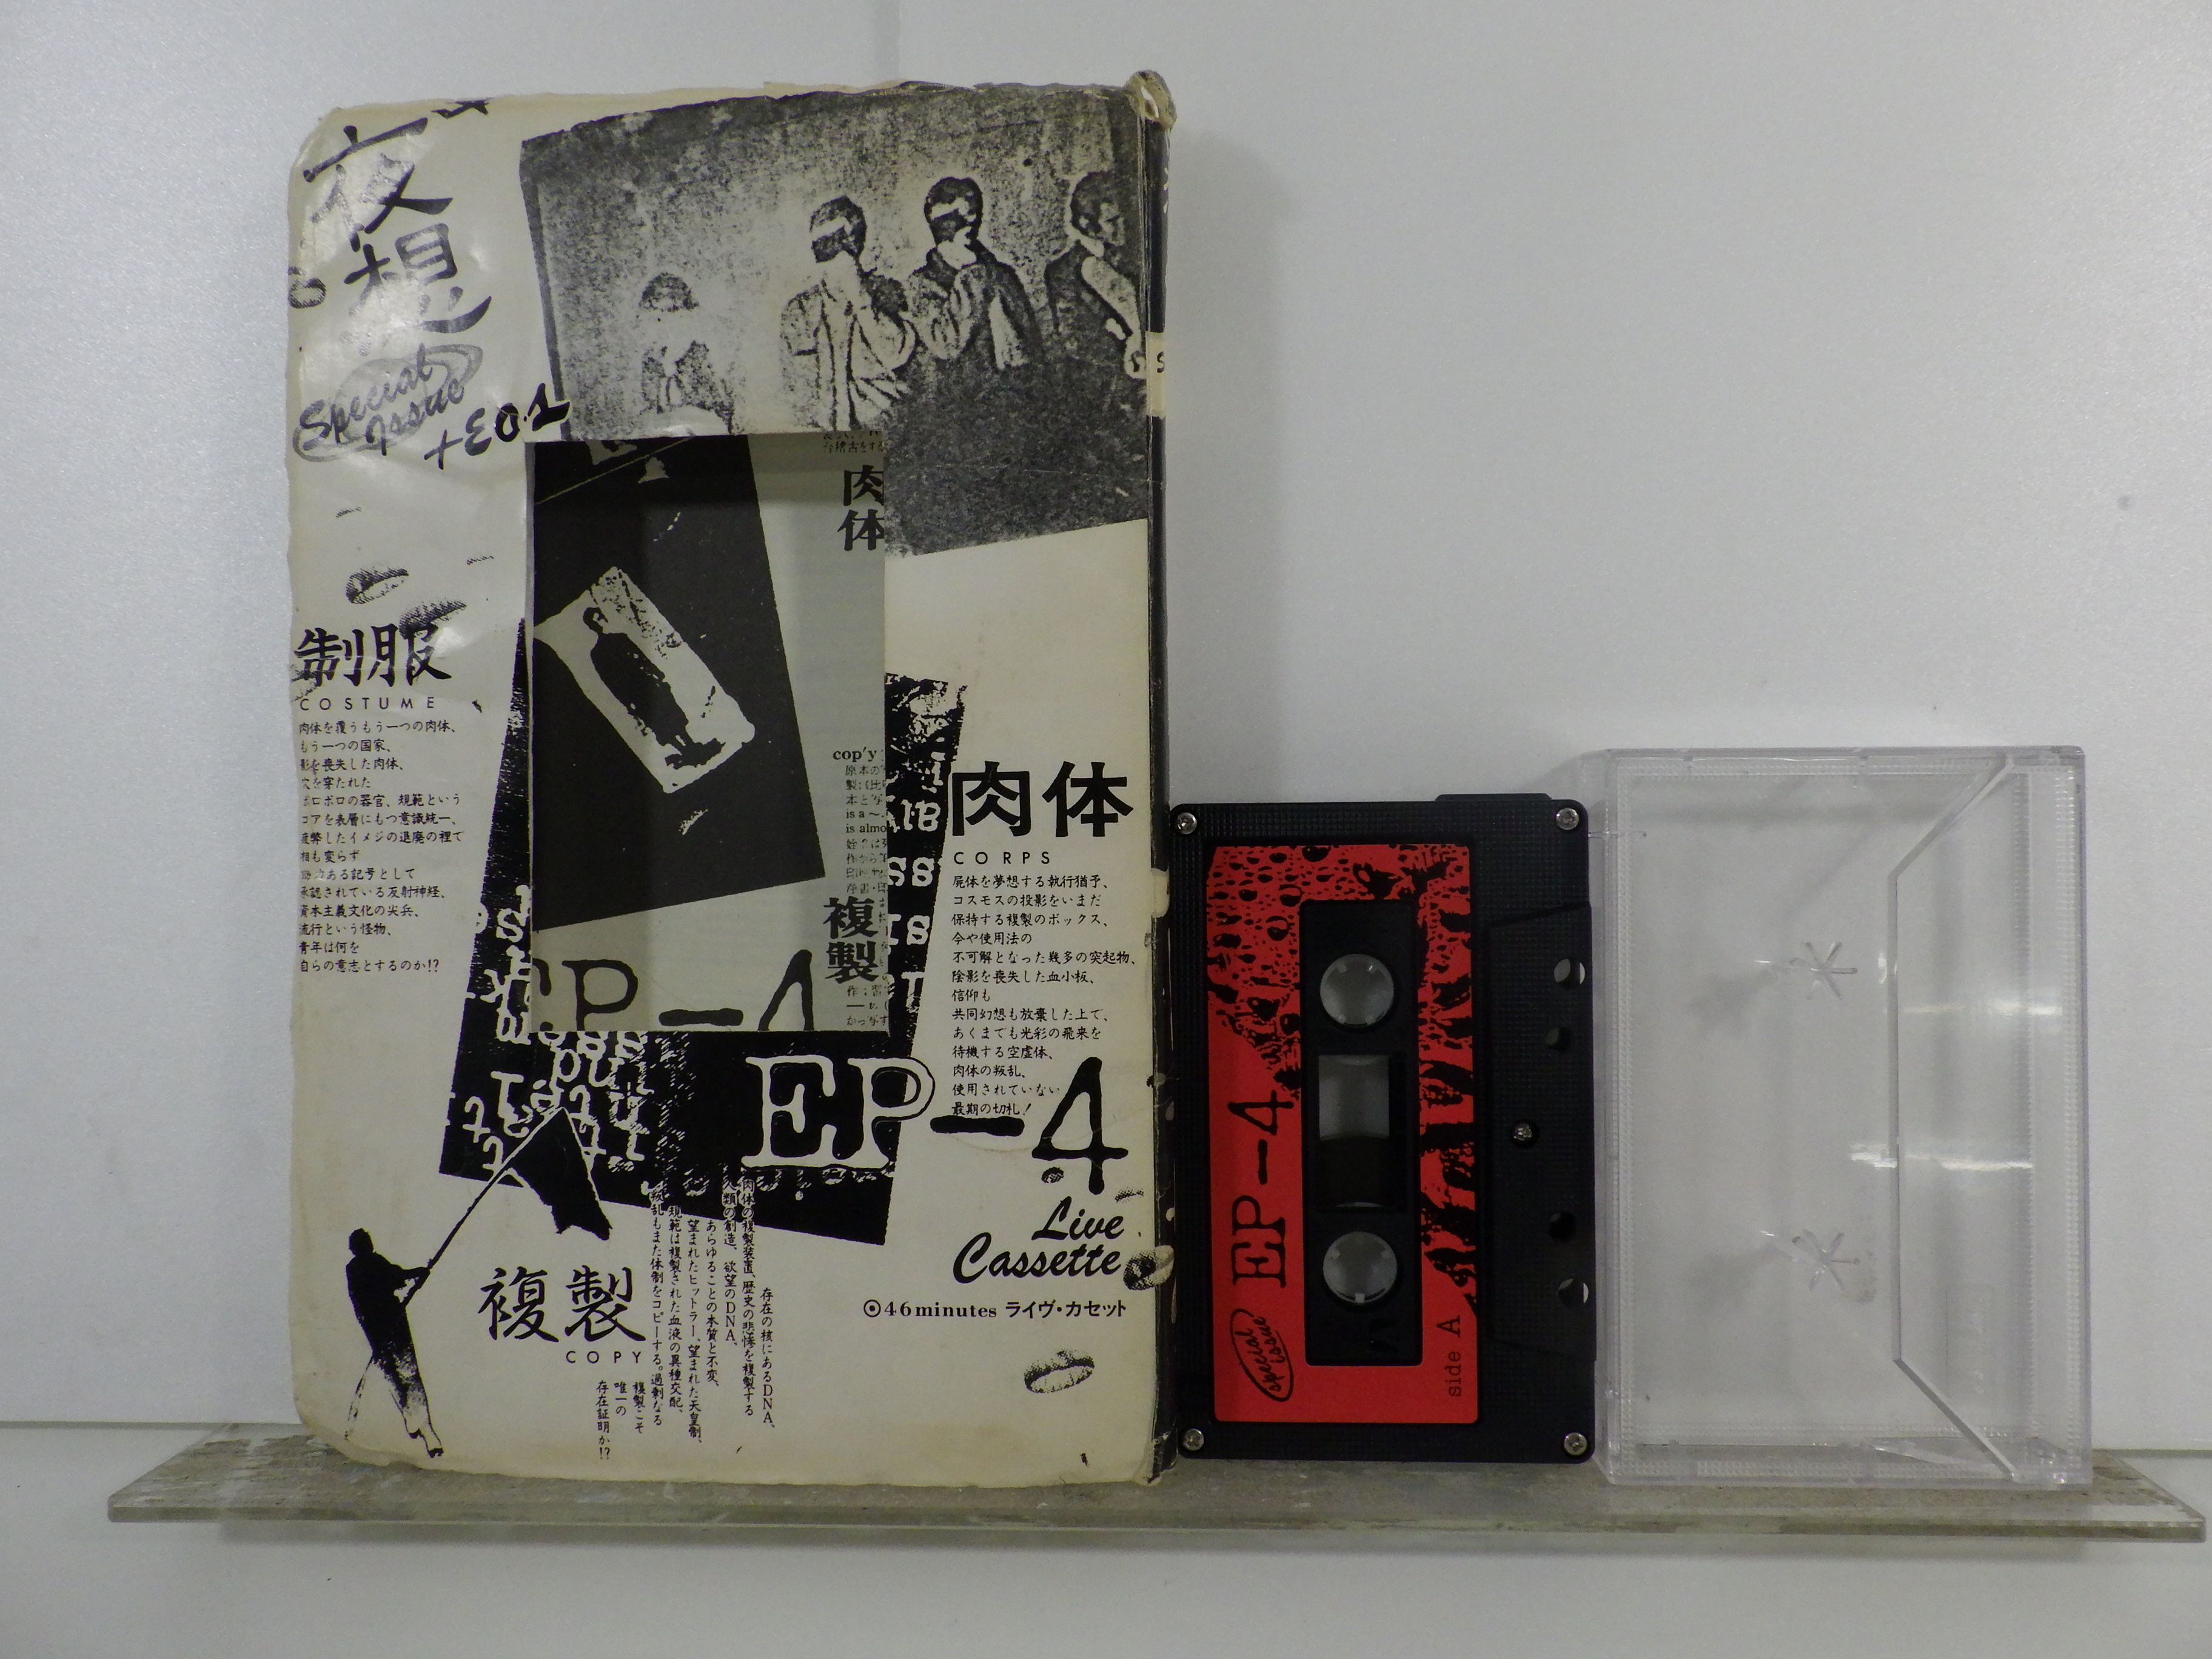 夜想
Special
Issue
制服
COSTUME
肉体を覆うもう一つの肉体、
もう一つの国家、
影を喪失した肉体、
穴を穿たれた
ボロボロの器官、規範という
コアを表層にもつ意識統一、
疲弊したイメジの退廃の裡で
相も変らず
ある記号として
承認されている反射神経、
資本主義文化の尖兵、
流行という怪物、
青年は何を
自らの意志とするのか!?
肉体
cop'y
原本の
is a
is almo
複製
EP-4
肉体
CORPS
屍体を夢想する執行猶予、
コスモスの投影をいまだ
保持する複製のボックス、
今や使用法の
不可解となった幾多の突起物、
陰影を喪失した血小板、
信仰も
共同幻想も放棄した上で、
あくまでも光彩の飛来を
待機する空虚体、
肉体の叛乱、
使用されていない
最期の切札!
EP-4
Live
Cassette
46minutes ライヴ・カセット
複製
COPY
存在の核にあるDNA、
肉体の複製装置、歴史の悲惨を複製する
人類の創造、欲望のDNA、
あらゆることの本質と不変、
望まれたヒットラー、望まれた天皇制、
規範は複製された血液の異種交配、
叛乱もまた体制をコピーする。過剰なる
複製こそ
唯一の
存在証明か!?
EP-4
special
issue
side A